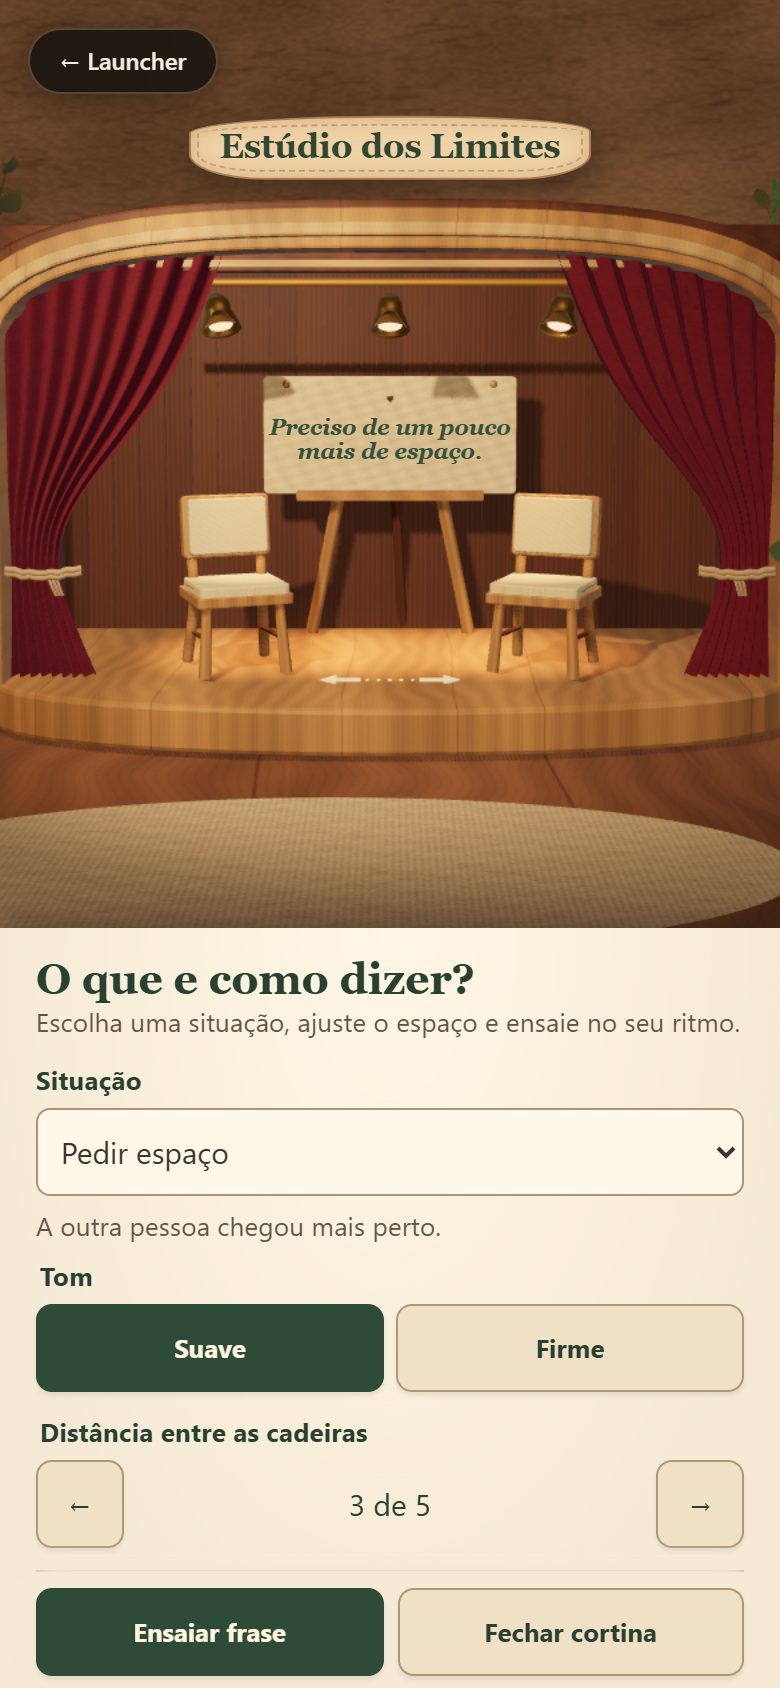 ← Launcher
Estúdio dos Limites
Preciso de um pouco
mais de espaço.
O que e como dizer?
Escolha uma situação, ajuste o espaço e ensaie no seu ritmo.
Situação
Pedir espaço
A outra pessoa chegou mais perto.
Tom
Suave
Firme
Distância entre as cadeiras
←
3 de 5
→
Ensaiar frase
Fechar cortina